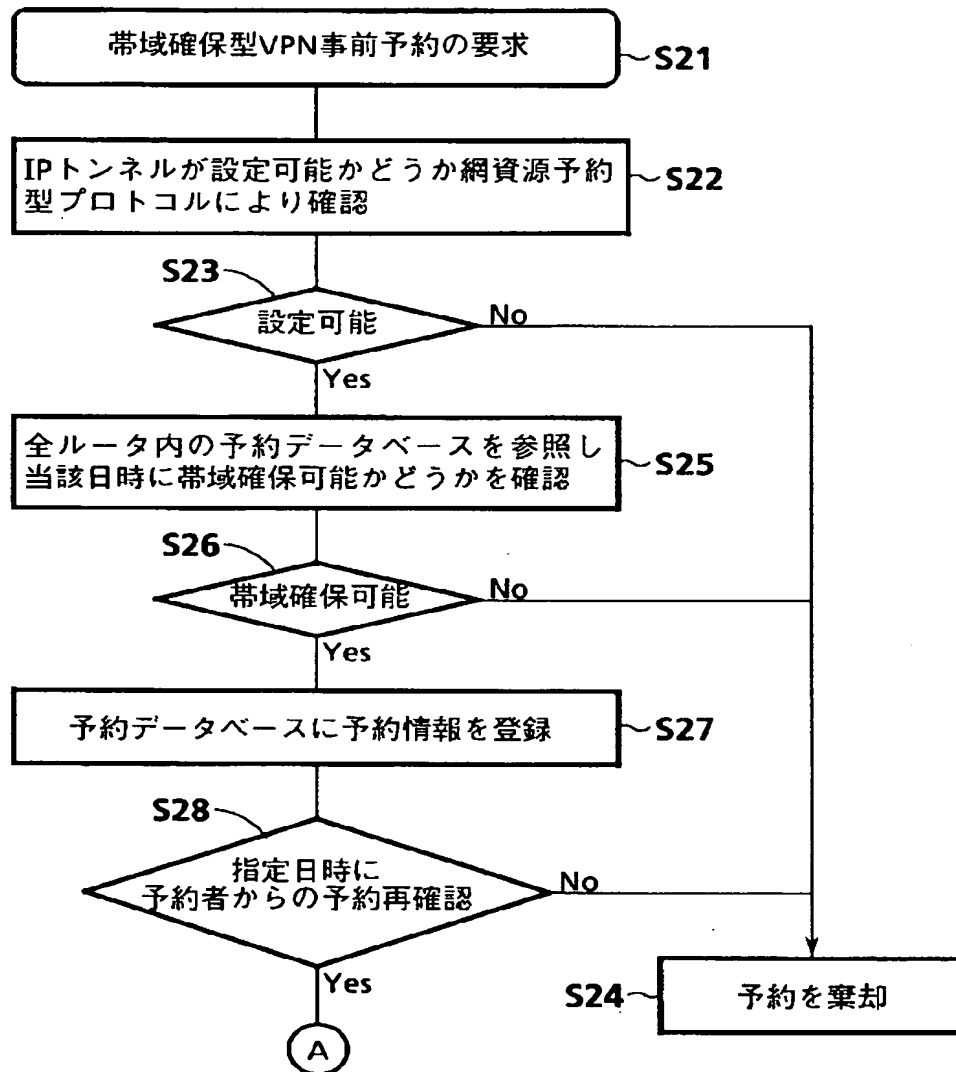 帯域確保型VPN事前予約の要求
S21
IPトンネルが設定可能かどうか網資源予約
型プロトコルにより確認
S22
S23
設定可能
No
Yes
全ルータ内の予約データベースを参照し
当該日時に帯域確保可能かどうかを確認
S25
S26
帯域確保可能
No
Yes
予約データベースに予約情報を登録
S27
S28
指定日時に
予約者からの予約再確認
No
Yes
S24
予約を棄却
A